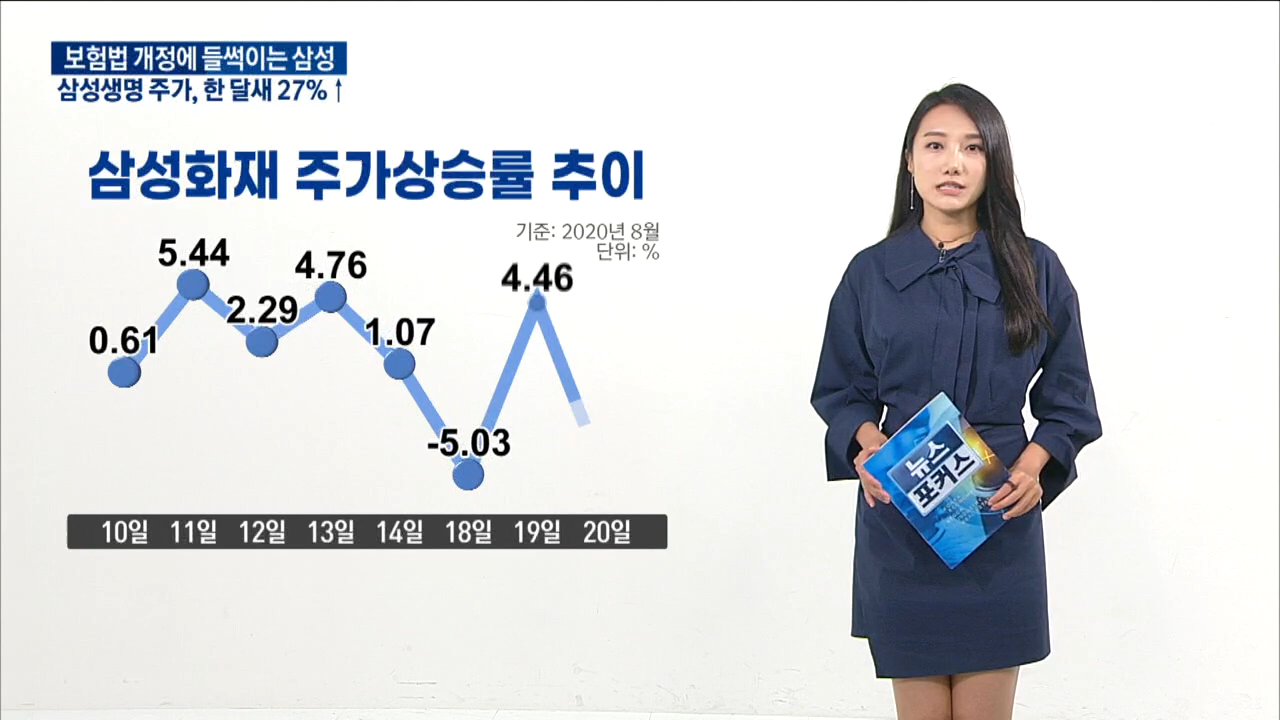 보험법 개정에 들썩이는 삼성
삼성생명 주가, 한 달새 27%↑
삼성화재 주가상승률 추이
기준: 2020년 8월
단위: %
0.61
5.44
2.29
4.76
1.07
-5.03
4.46
10일 11일 12일 13일 14일 18일 19일 20일
뉴스
포커스